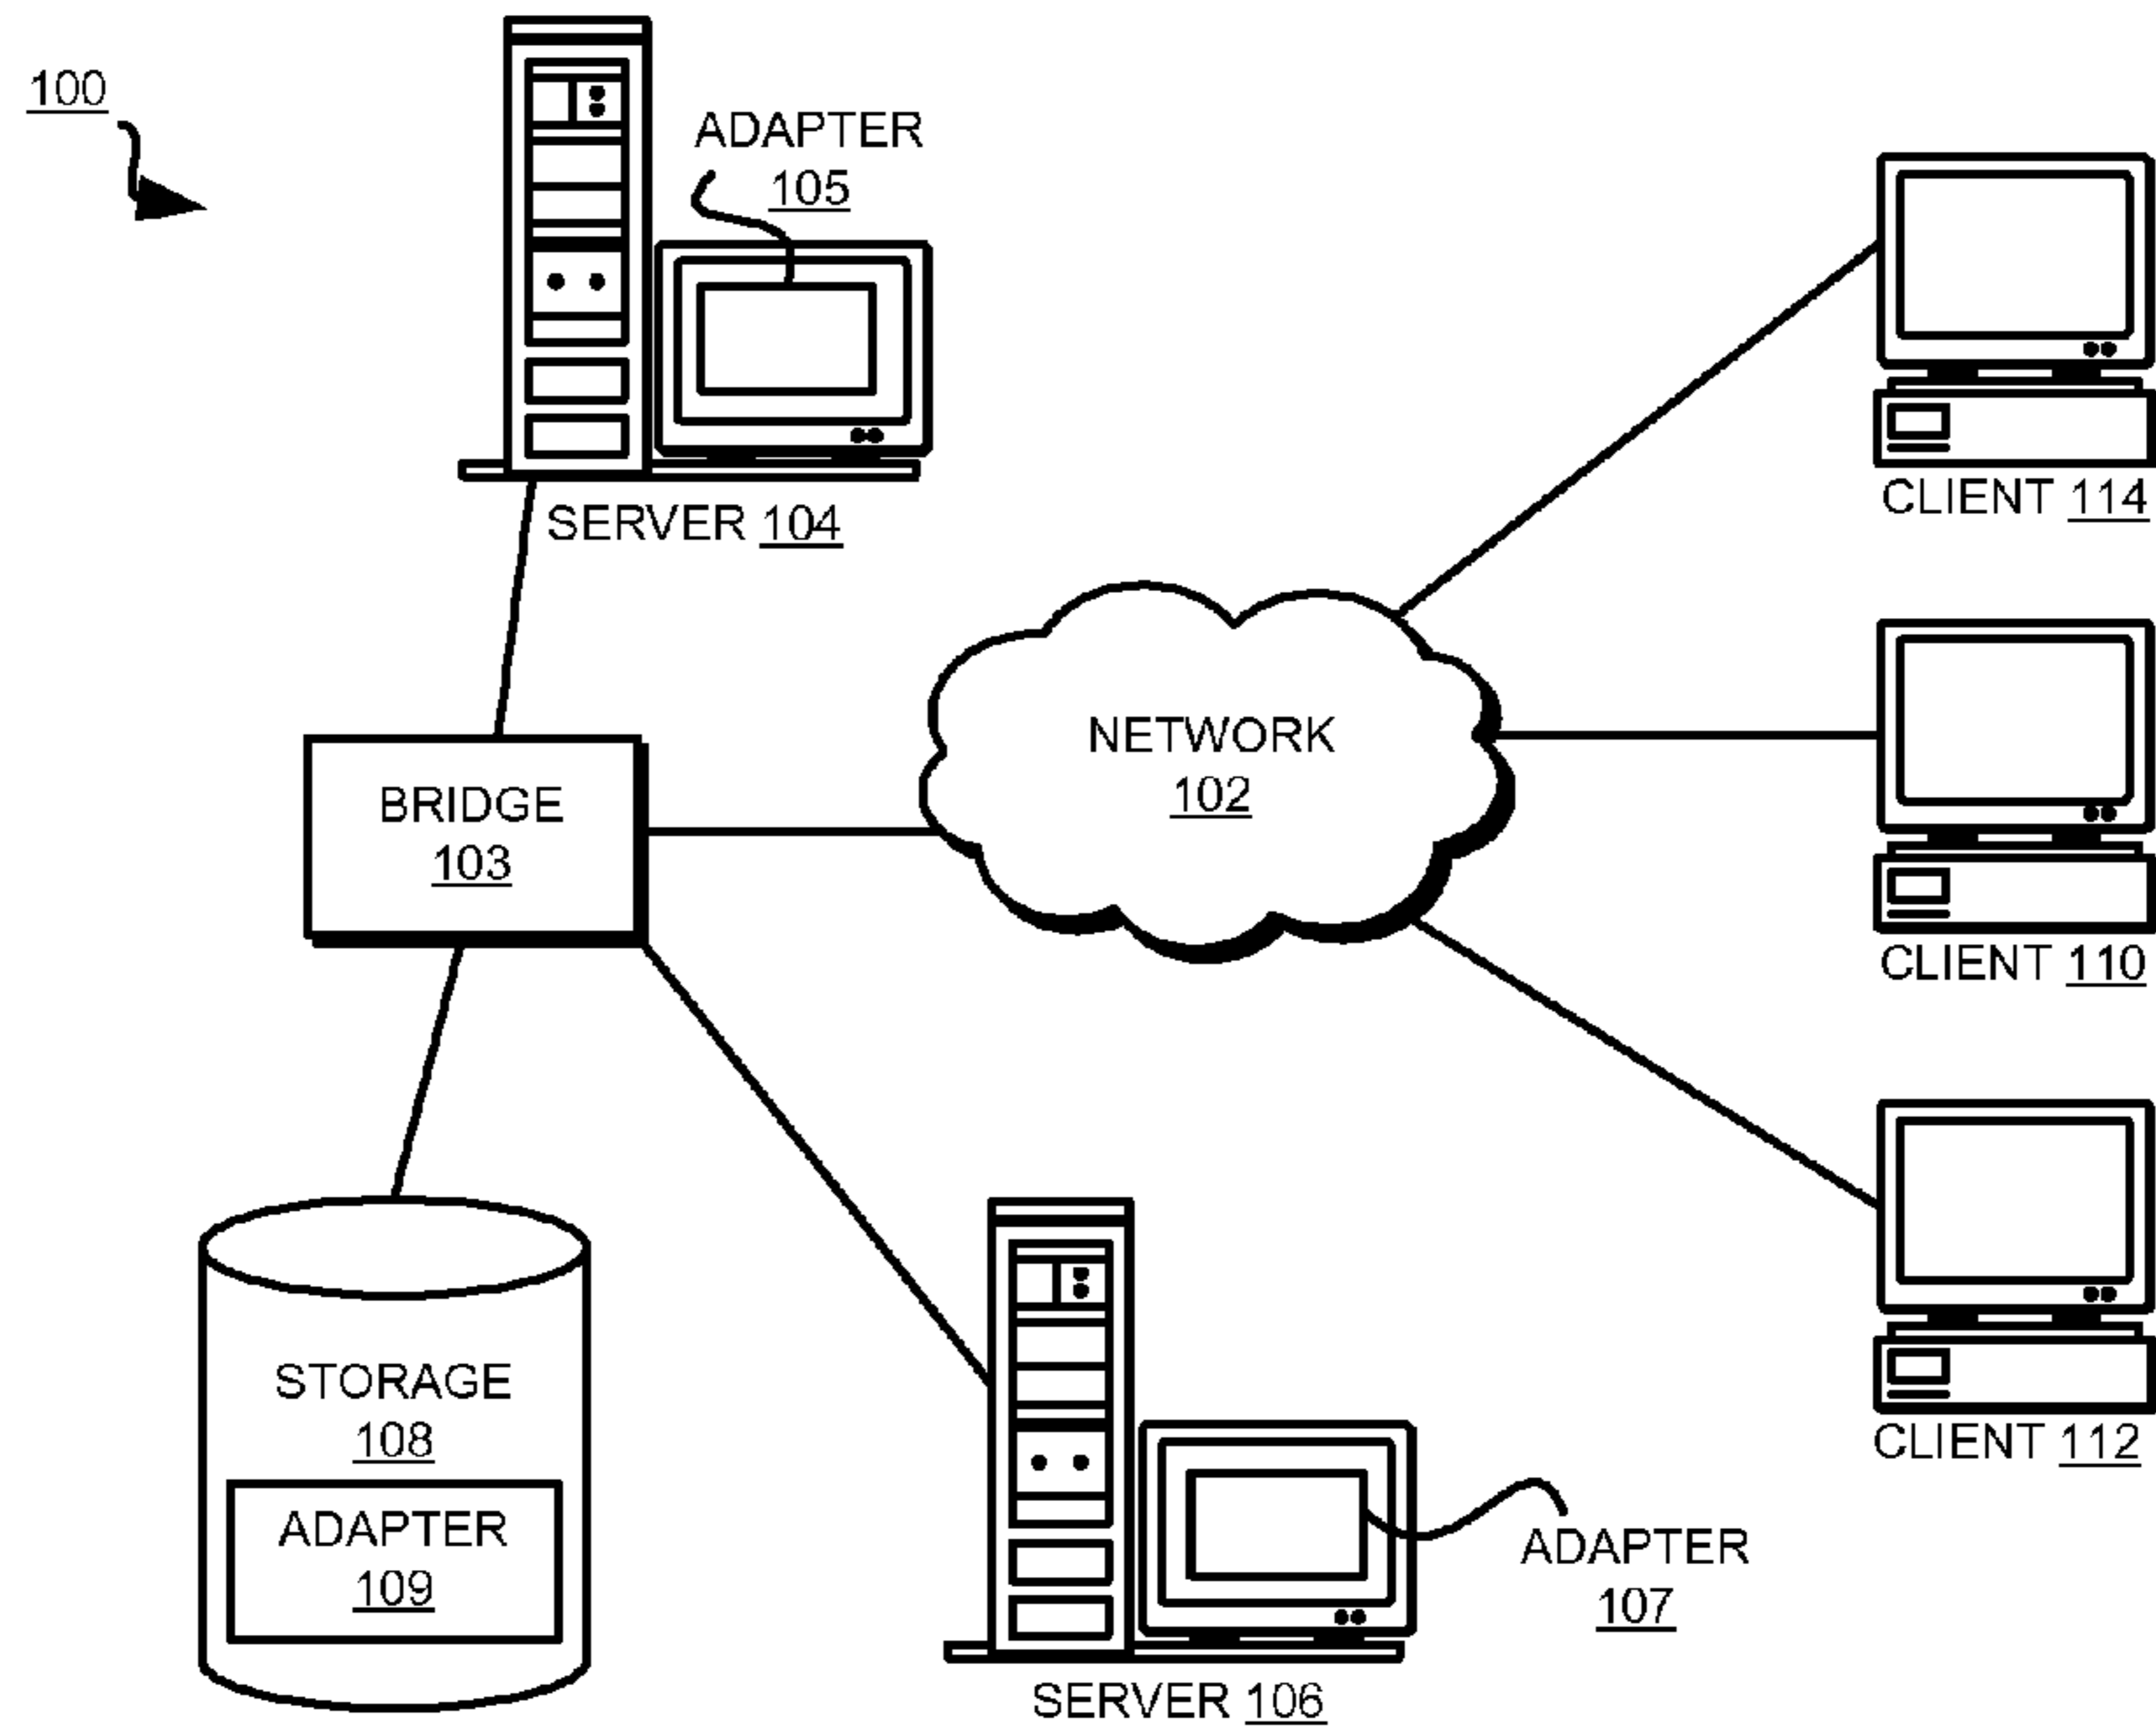 100
ADAPTER
105
SERVER 104
CLIENT 114
NETWORK
102
BRIDGE
103
CLIENT 110
STORAGE
108
ADAPTER
109
CLIENT 112
ADAPTER
107
SERVER 106